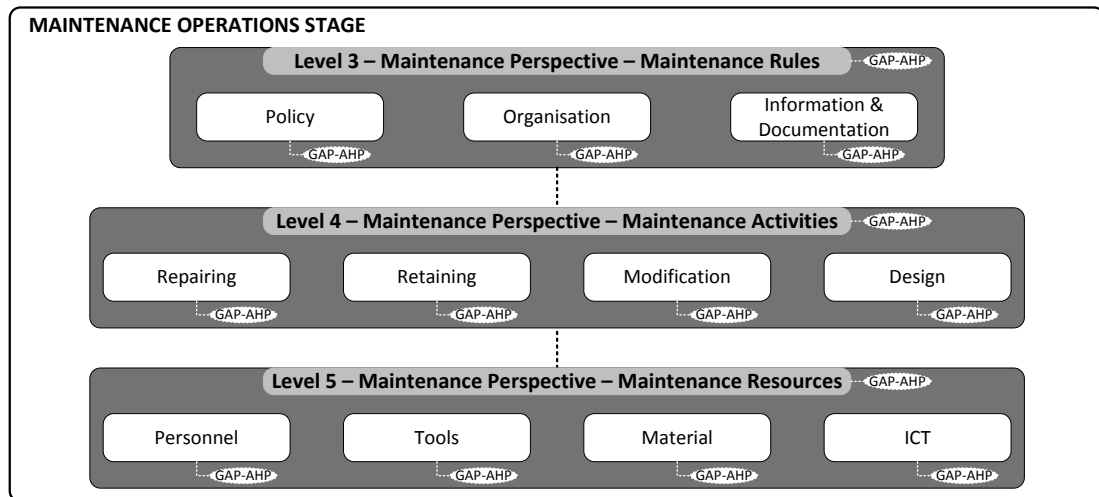 MAINTENANCE OPERATIONS STAGE
Level 3 – Maintenance Perspective – Maintenance Rules
GAP-AHP
Policy
Organisation
Information &
Documentation
GAP-AHP
GAP-AHP
GAP-AHP
Level 4 – Maintenance Perspective – Maintenance Activities
GAP-AHP
Repairing
Retaining
Modification
Design
GAP-AHP
GAP-AHP
GAP-AHP
GAP-AHP
Level 5 – Maintenance Perspective – Maintenance Resources
GAP-AHP
Personnel
Tools
Material
ICT
GAP-AHP
GAP-AHP
GAP-AHP
GAP-AHP